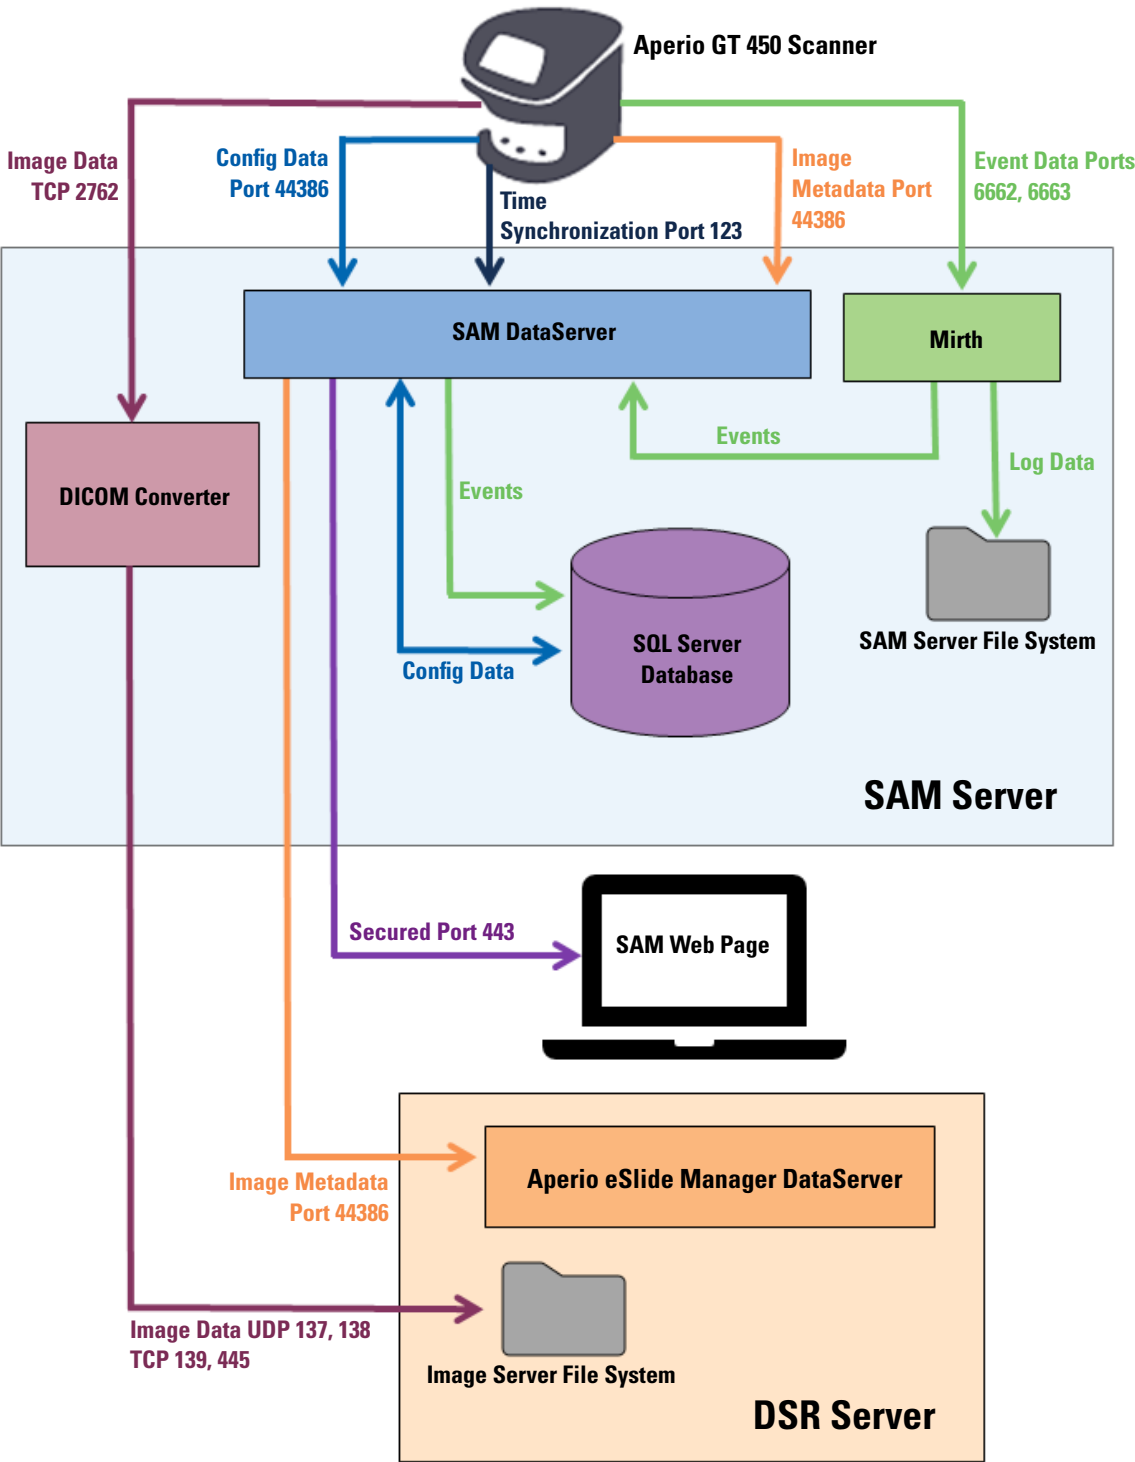 Aperio GT 450 Scanner
Image Data
TCP 2762
Config Data
Port 44386
Time
Synchronization Port 123
Image
Metadata Port
44386
Event Data Ports
6662, 6663
SAM DataServer
Mirth
DICOM Converter
Events
Events
Log Data
SQL Server
Database
Config Data
SAM Server File System
SAM Server
Secured Port 443
SAM Web Page
Aperio eSlide Manager DataServer
Image Metadata
Port 44386
Image Data UDP 137, 138
TCP 139, 445
Image Server File System
DSR Server